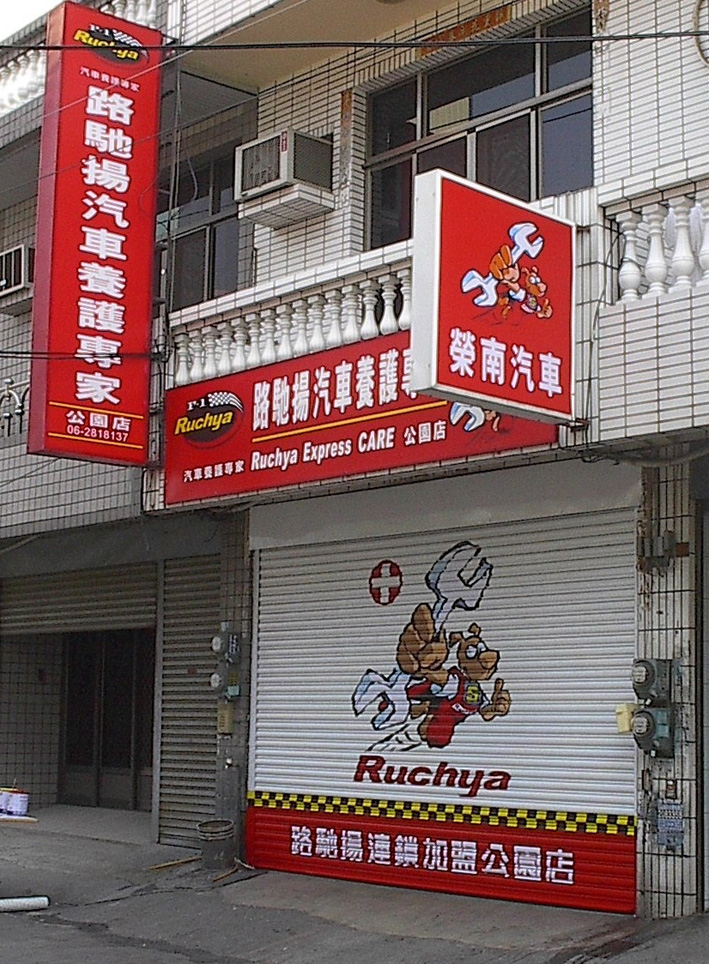 F-1
Ruchya
汽車養護專家
路馳揚汽車養護專家
公園店
06-2818137
榮南汽車
F-1
Ruchya
汽車養護專家
路馳揚汽車養護專
Ruchya Express CARE 公園店
Ruchya
路馳揚連鎖加盟公園店